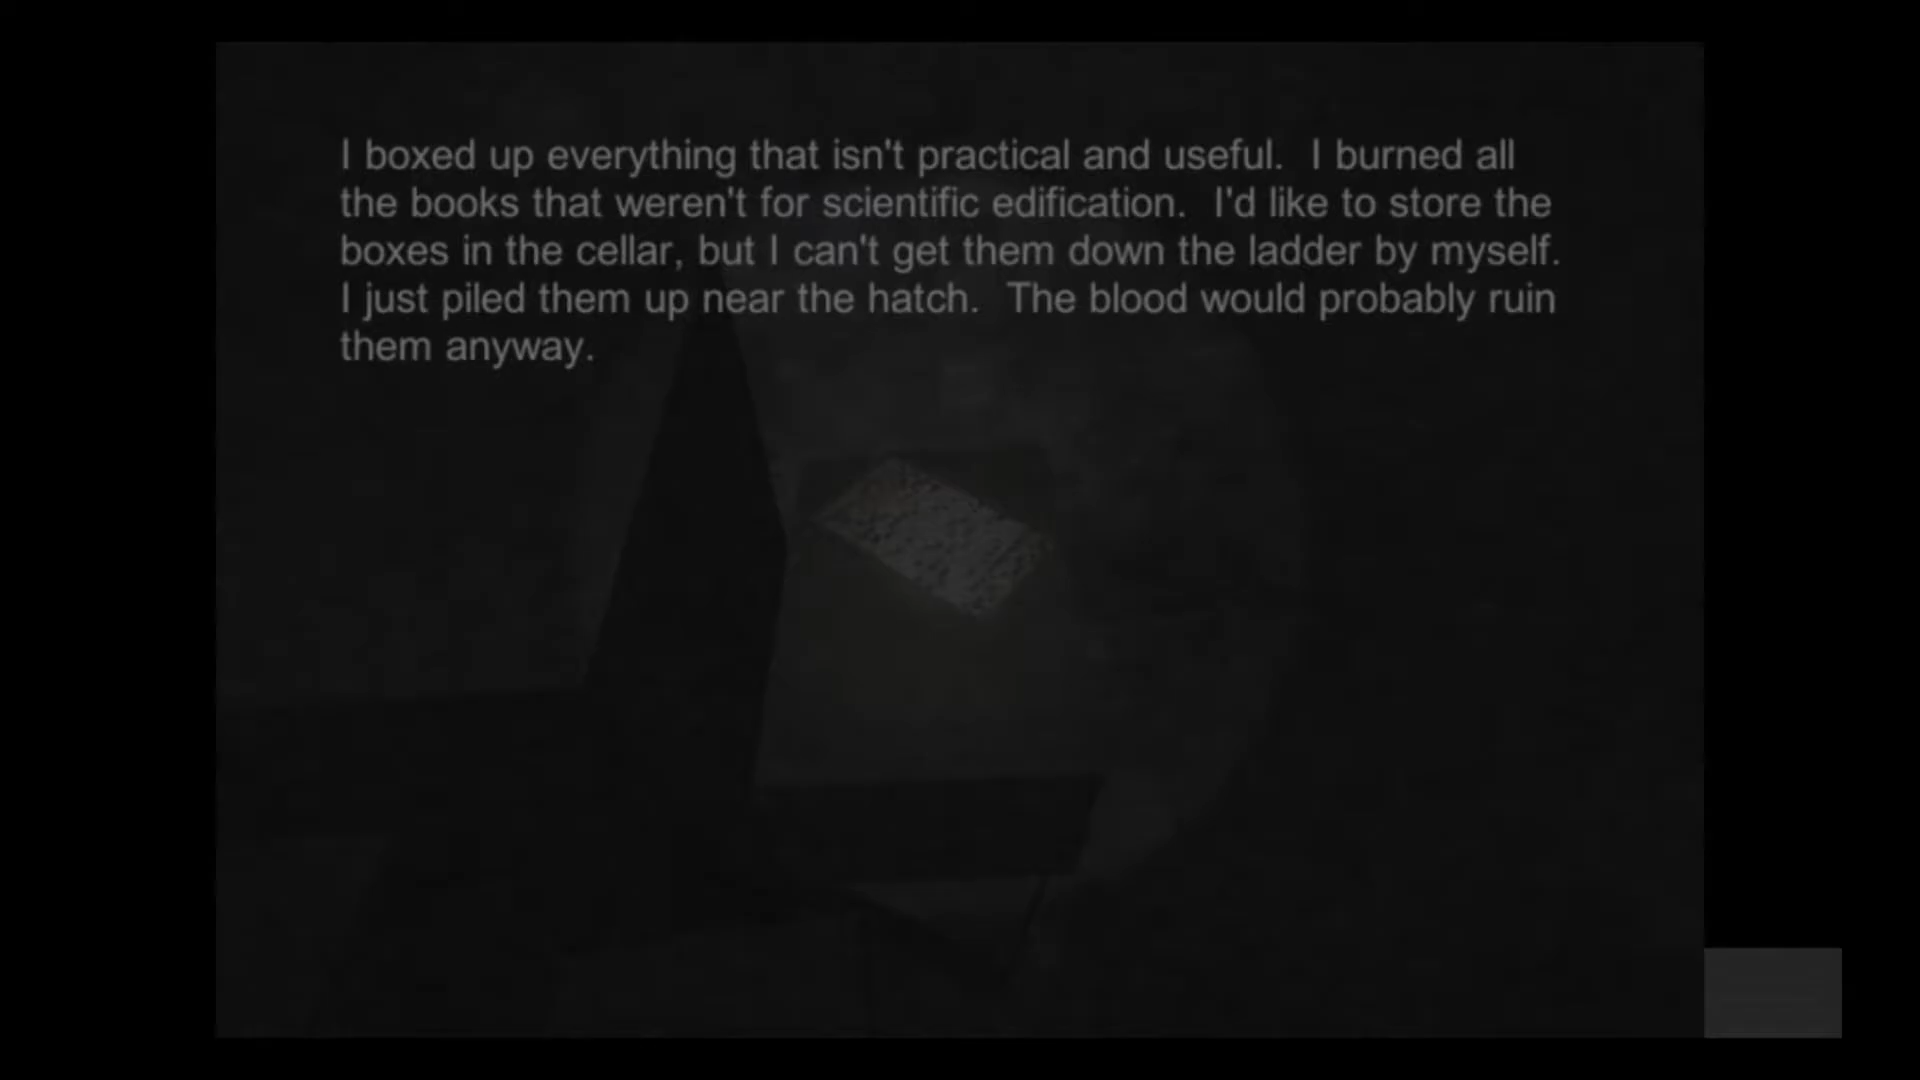 I boxed up everything that isn't practical and useful.  I burned all
the books that weren't for scientific edification.  I'd like to store the
boxes in the cellar, but I can't get them down the ladder by myself.
I just piled them up near the hatch.  The blood would probably ruin
them anyway.